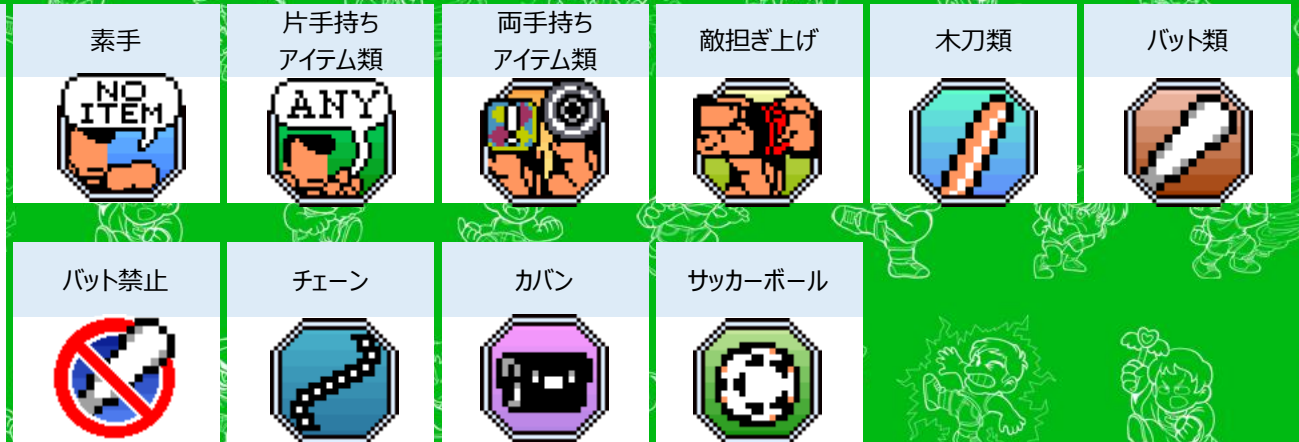 素手
片手持ち
アイテム類
両手持ち
アイテム類
敵担ぎ上げ
木刀類
バット類
NO
ITEM
ANY
バット禁止
チェーン
カバン
サッカーボール